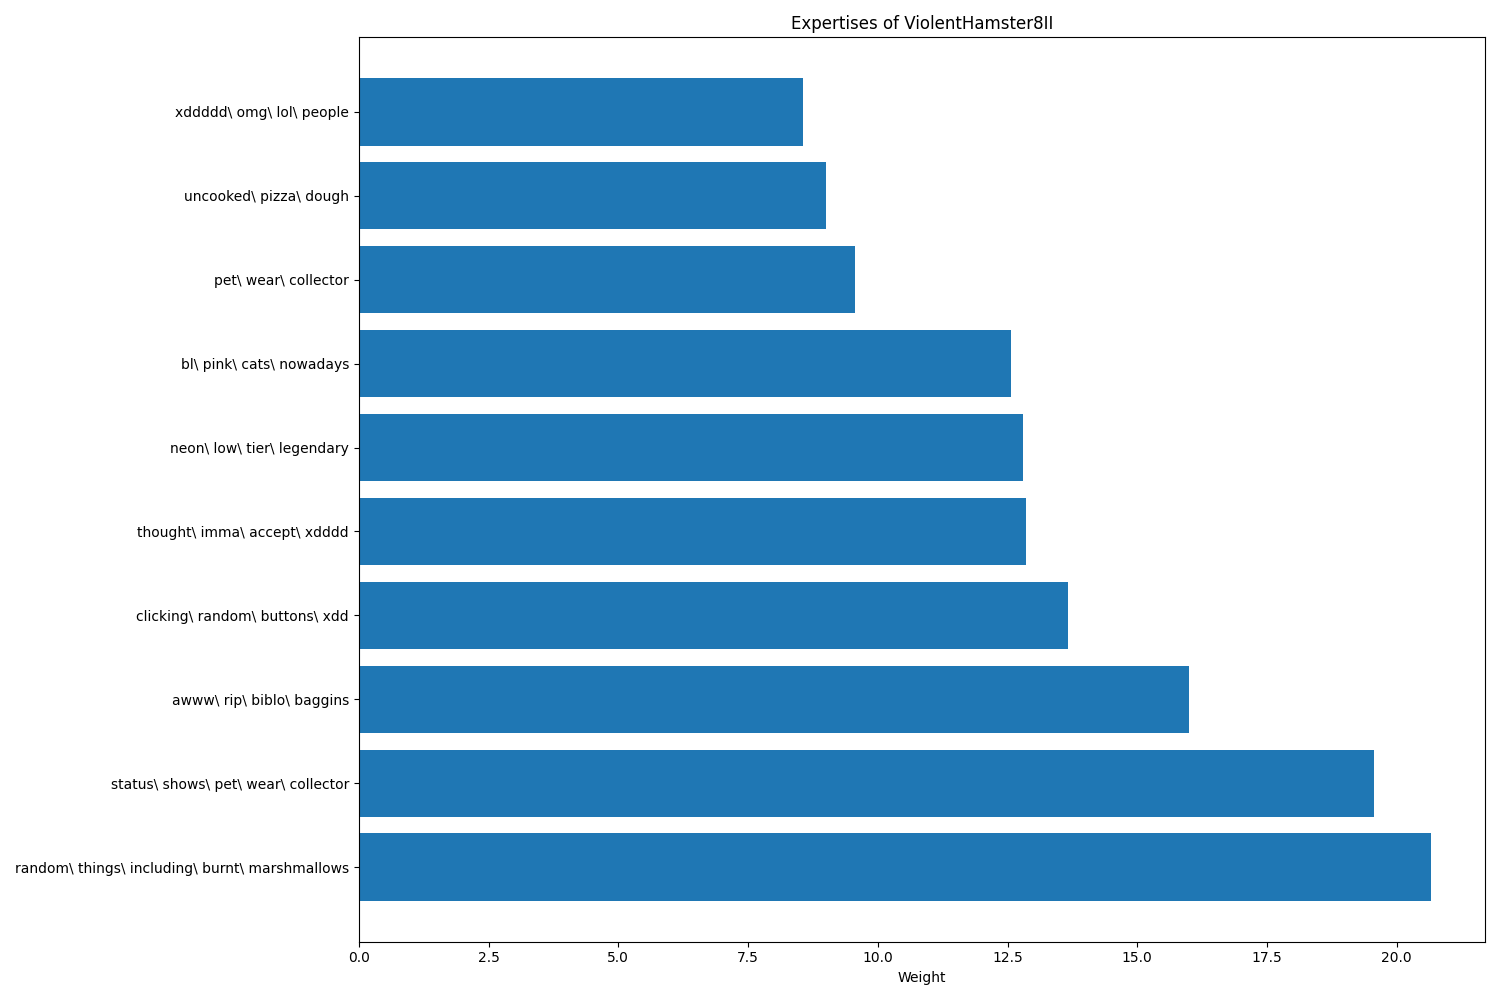 Expertises of ViolentHamster8II
xddddd\ omg\ lol\ people
uncooked\ pizza\ dough
pet\ wear\ collector
bl\ pink\ cats\ nowadays
neon\ low\ tier\ legendary
thought\ imma\ accept\ xdddd
clicking\ random\ buttons\ xdd
awww\ rip\ biblo\ baggins
status\ shows\ pet\ wear\ collector
random\ things\ including\ burnt\ marshmallows
0.0 2.5 5.0 7.5 10.0 12.5 15.0 17.5 20.0
Weight